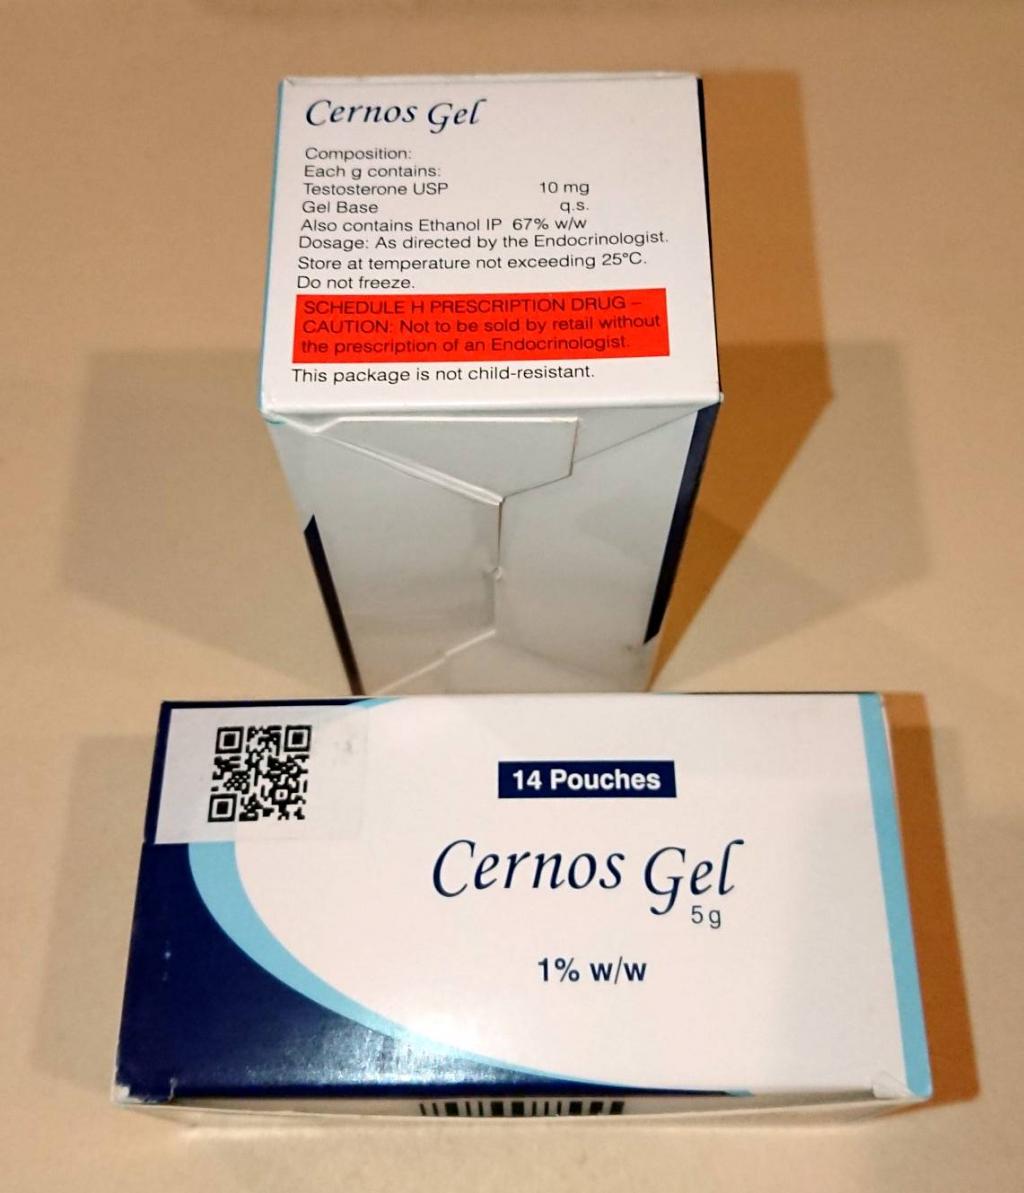 Cernos Gel
Composition:
Each g contains:
Testosterone USP 10 mg
Gel Base q.s.
Also contains Ethanol IP 67% w/w
Dosage: As directed by the Endocrinologist.
Store at temperature not exceeding 25°C.
Do not freeze.
SCHEDULE H PRESCRIPTION DRUG –
CAUTION: Not to be sold by retail without
the prescription of an Endocrinologist.
This package is not child-resistant.
14 Pouches
Cernos Gel
5 g
1% w/w